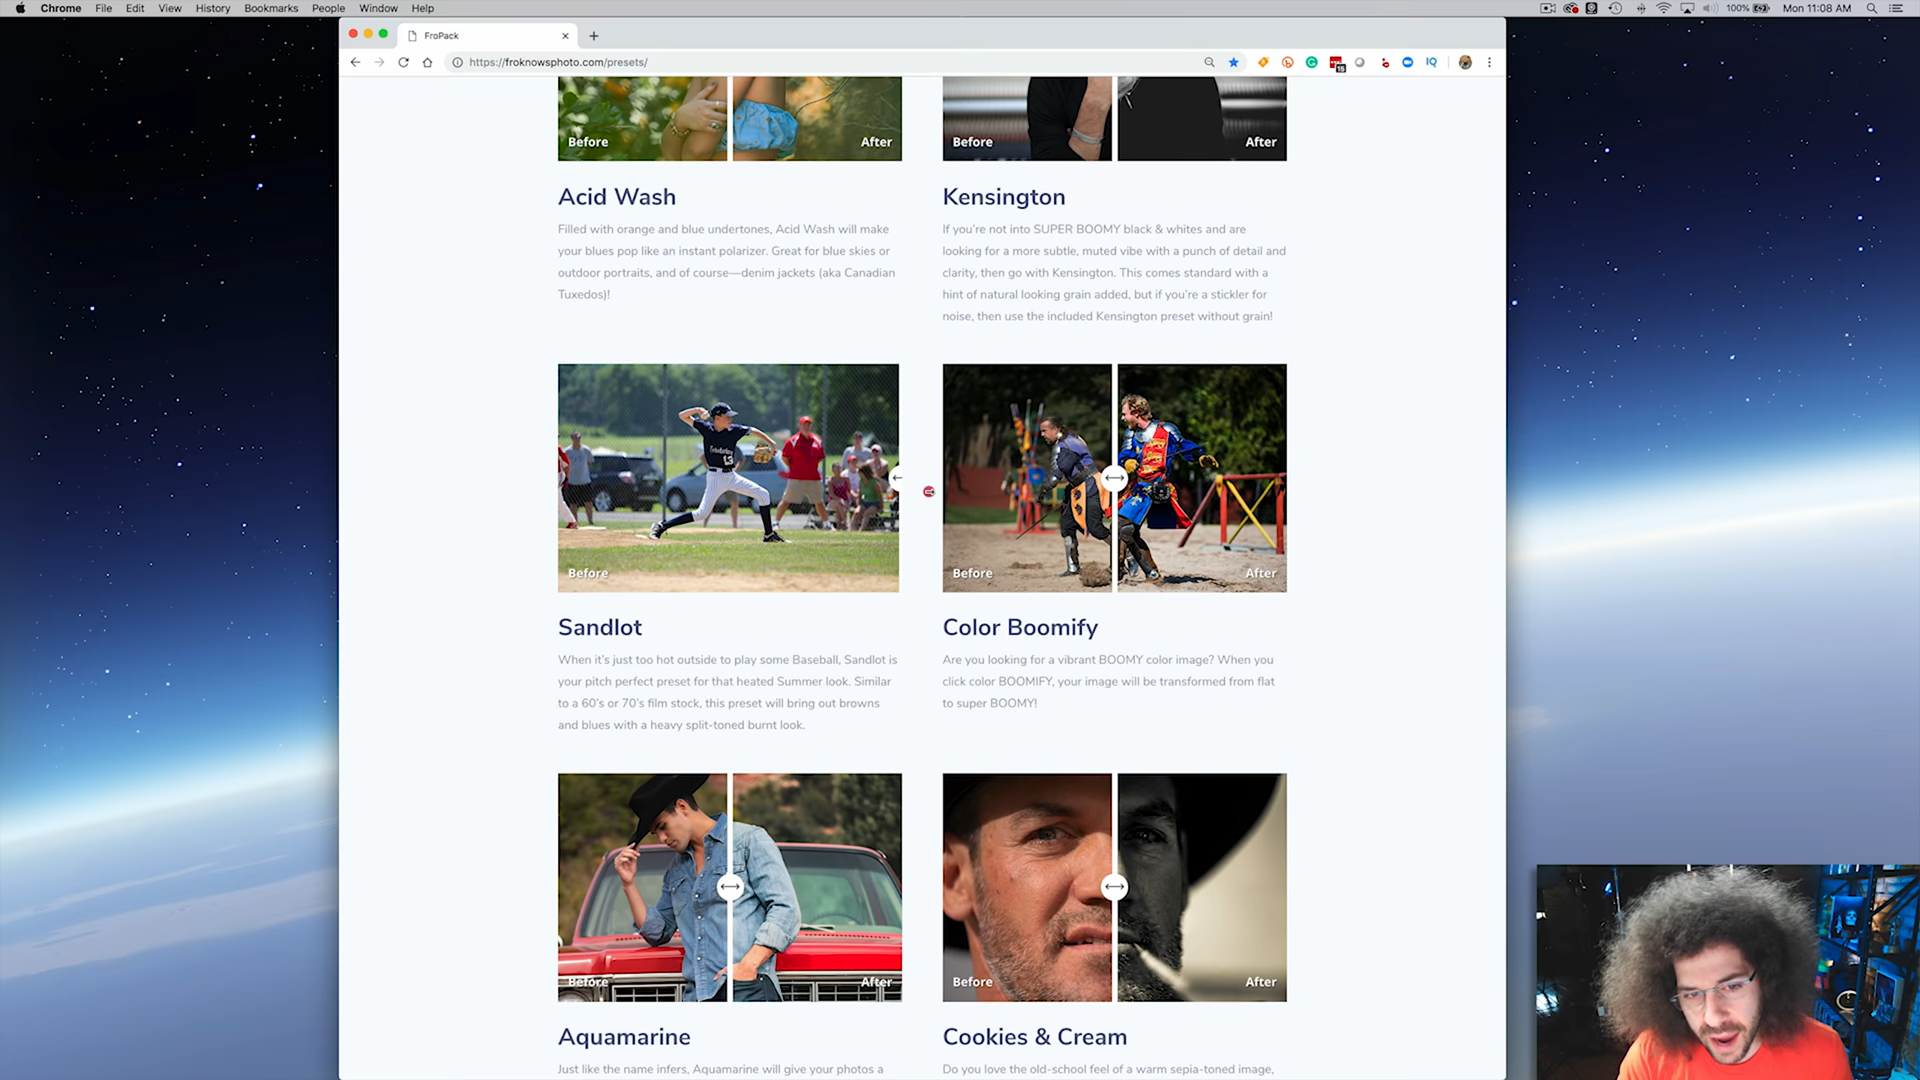 Chrome File Edit View History Bookmarks People Window Help
100% Mon 11:08 AM
FroPack
https://froknowsphoto.com/presets/
IQ
15
Before After
Before After
Acid Wash
Filled with orange and blue undertones, Acid Wash will make
your blues pop like an instant polarizer. Great for blue skies or
outdoor portraits, and of course—denim jackets (aka Canadian
Tuxedos)!
Kensington
If you’re not into SUPER BOOMY black & whites and are
looking for a more subtle, muted vibe with a punch of detail and
clarity, then go with Kensington. This comes standard with a
hint of natural looking grain added, but if you’re a stickler for
noise, then use the included Kensington preset without grain!
13
Before
Before After
Sandlot
When it’s just too hot outside to play some Baseball, Sandlot is
your pitch perfect preset for that heated Summer look. Similar
to a 60’s or 70’s film stock, this preset will bring out browns
and blues with a heavy split-toned burnt look.
Color Boomify
Are you looking for a vibrant BOOMY color image? When you
click color BOOMIFY, your image will be transformed from flat
to super BOOMY!
Before After
Before After
Aquamarine
Just like the name infers, Aquamarine will give your photos a
Cookies & Cream
Do you love the old-school feel of a warm sepia-toned image,